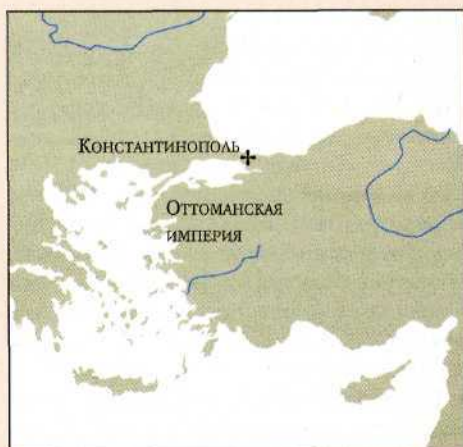 Константинополь
Оттоманская
империя